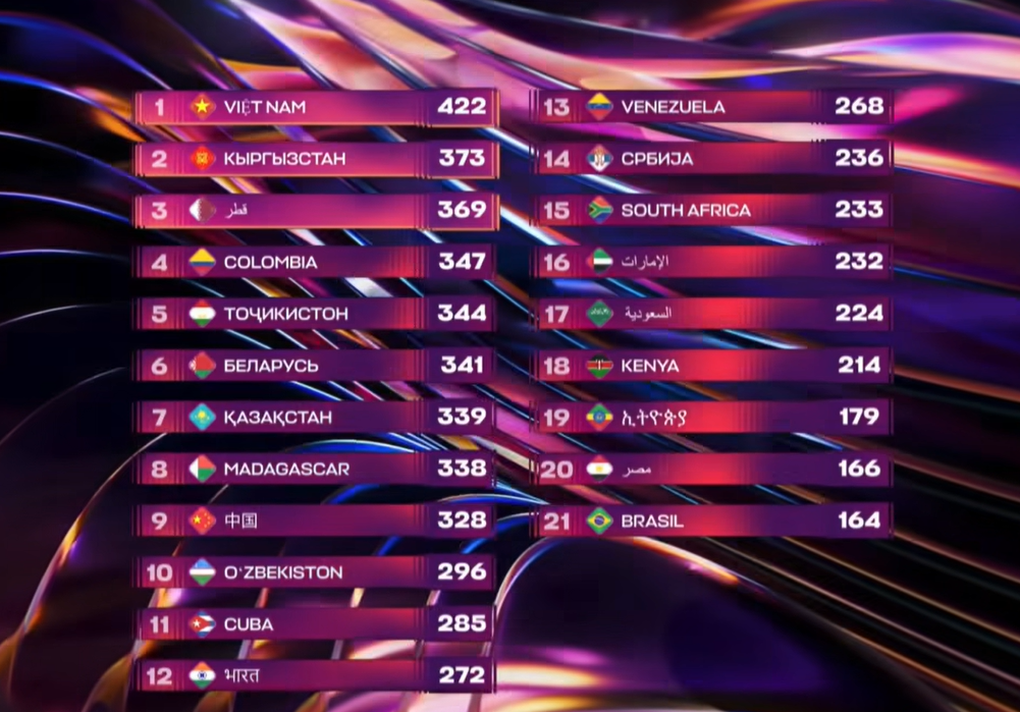 1 VIỆT NAM 422
2 КЫРГЫЗСТАН 373
3 قطر 369
4 COLOMBIA 347
5 ТОҶИКИСТОН 344
6 БЕЛАРУСЬ 341
7 ҚАЗАҚСТАН 339
8 MADAGASCAR 338
9 中国 328
10 OʻZBEKISTON 296
11 CUBA 285
12 भारत 272
13 VENEZUELA 268
14 СРБИЈА 236
15 SOUTH AFRICA 233
16 الإمارات 232
17 السعودية 224
18 KENYA 214
19 ኢትዮጵያ 179
20 مصر 166
21 BRASIL 164